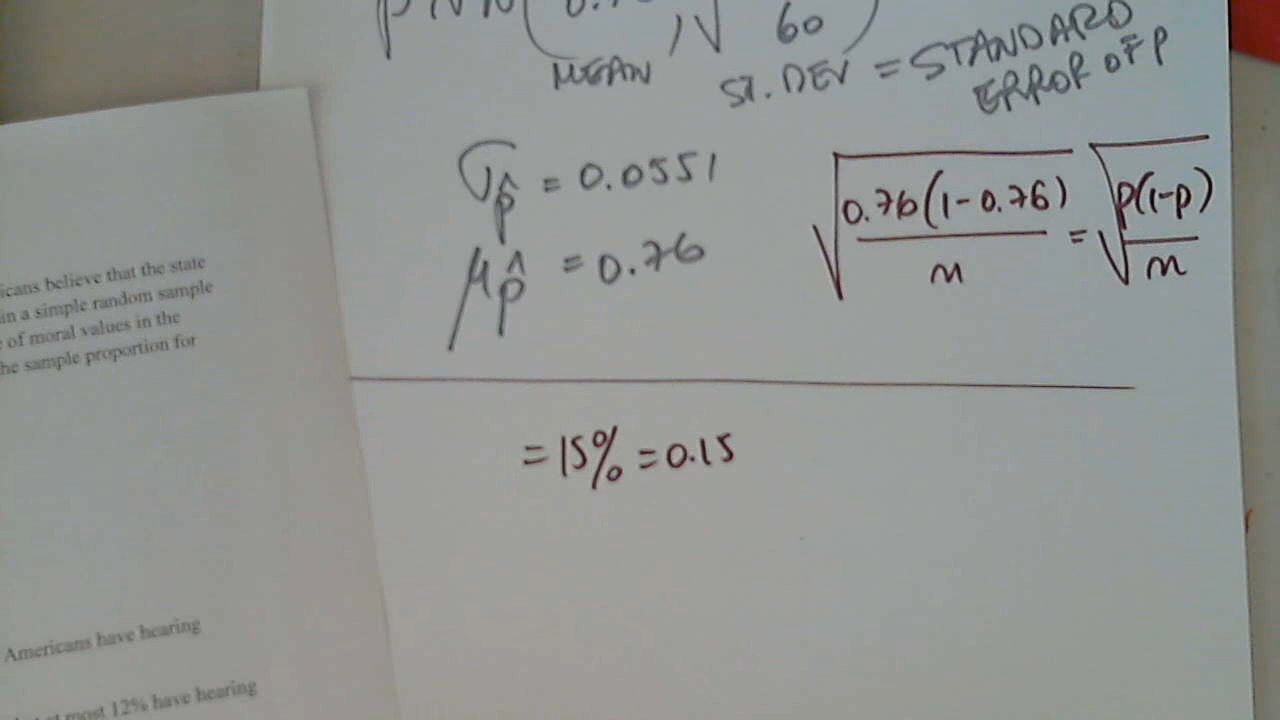 60
MEAN
ST. DEV = STANDARD
ERROR OF P
σp̂ = 0.0551
√0.76(1-0.76)/n = √p(1-p)/n
μp̂ = 0.76
= 15% = 0.15
icans believe that the state
in a simple random sample
of moral values in the
he sample proportion for
Americans have hearing
at most 12% have hearing